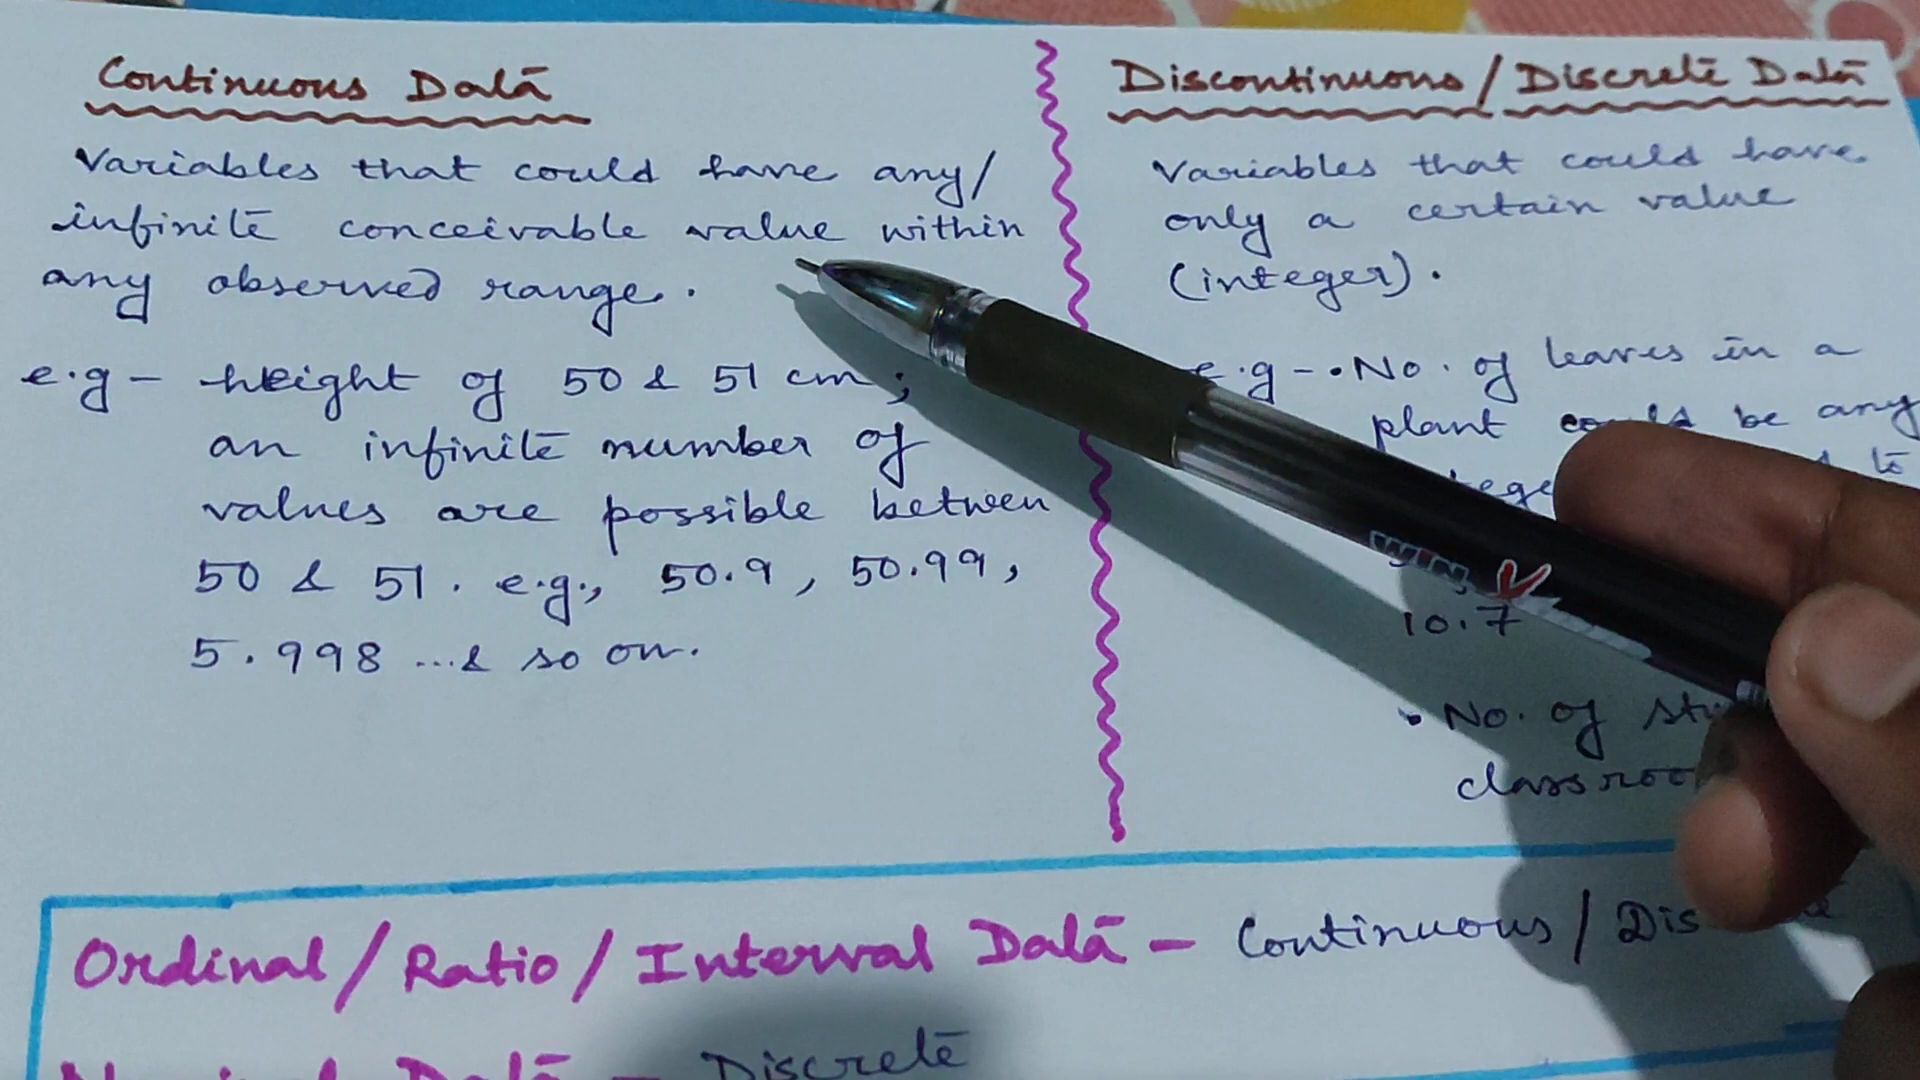 Continuous Data
Variables that could have any/
infinite conceivable value within
any observed range.
e.g - height of 50 & 51 cm;
an infinite number of
values are possible between
50 & 51. e.g., 50.9, 50.99,
5.998 ...& so on.
Discontinuous / Discrete Data
Variables that could have
only a certain value
(integer).
e.g - • No. of leaves in a
plant could be any
to
10.7
• No. of
Ordinal / Ratio / Interval Data - Continuous /
Data - Discrete
WIN